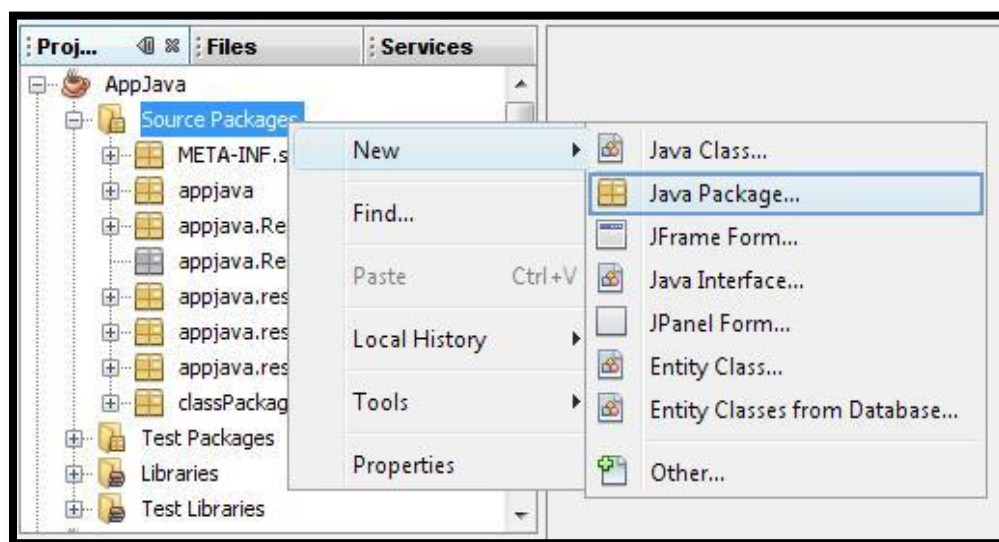 Proj...
Files
Services
AppJava
Source Packages
META-INF.s
appjava
appjava.Re
appjava.Re
appjava.res
appjava.res
appjava.res
classPackag
Test Packages
Libraries
Test Libraries
New
Find...
Paste Ctrl+V
Local History
Tools
Properties
Java Class...
Java Package...
JFrame Form...
Java Interface...
JPanel Form...
Entity Class...
Entity Classes from Database...
Other...